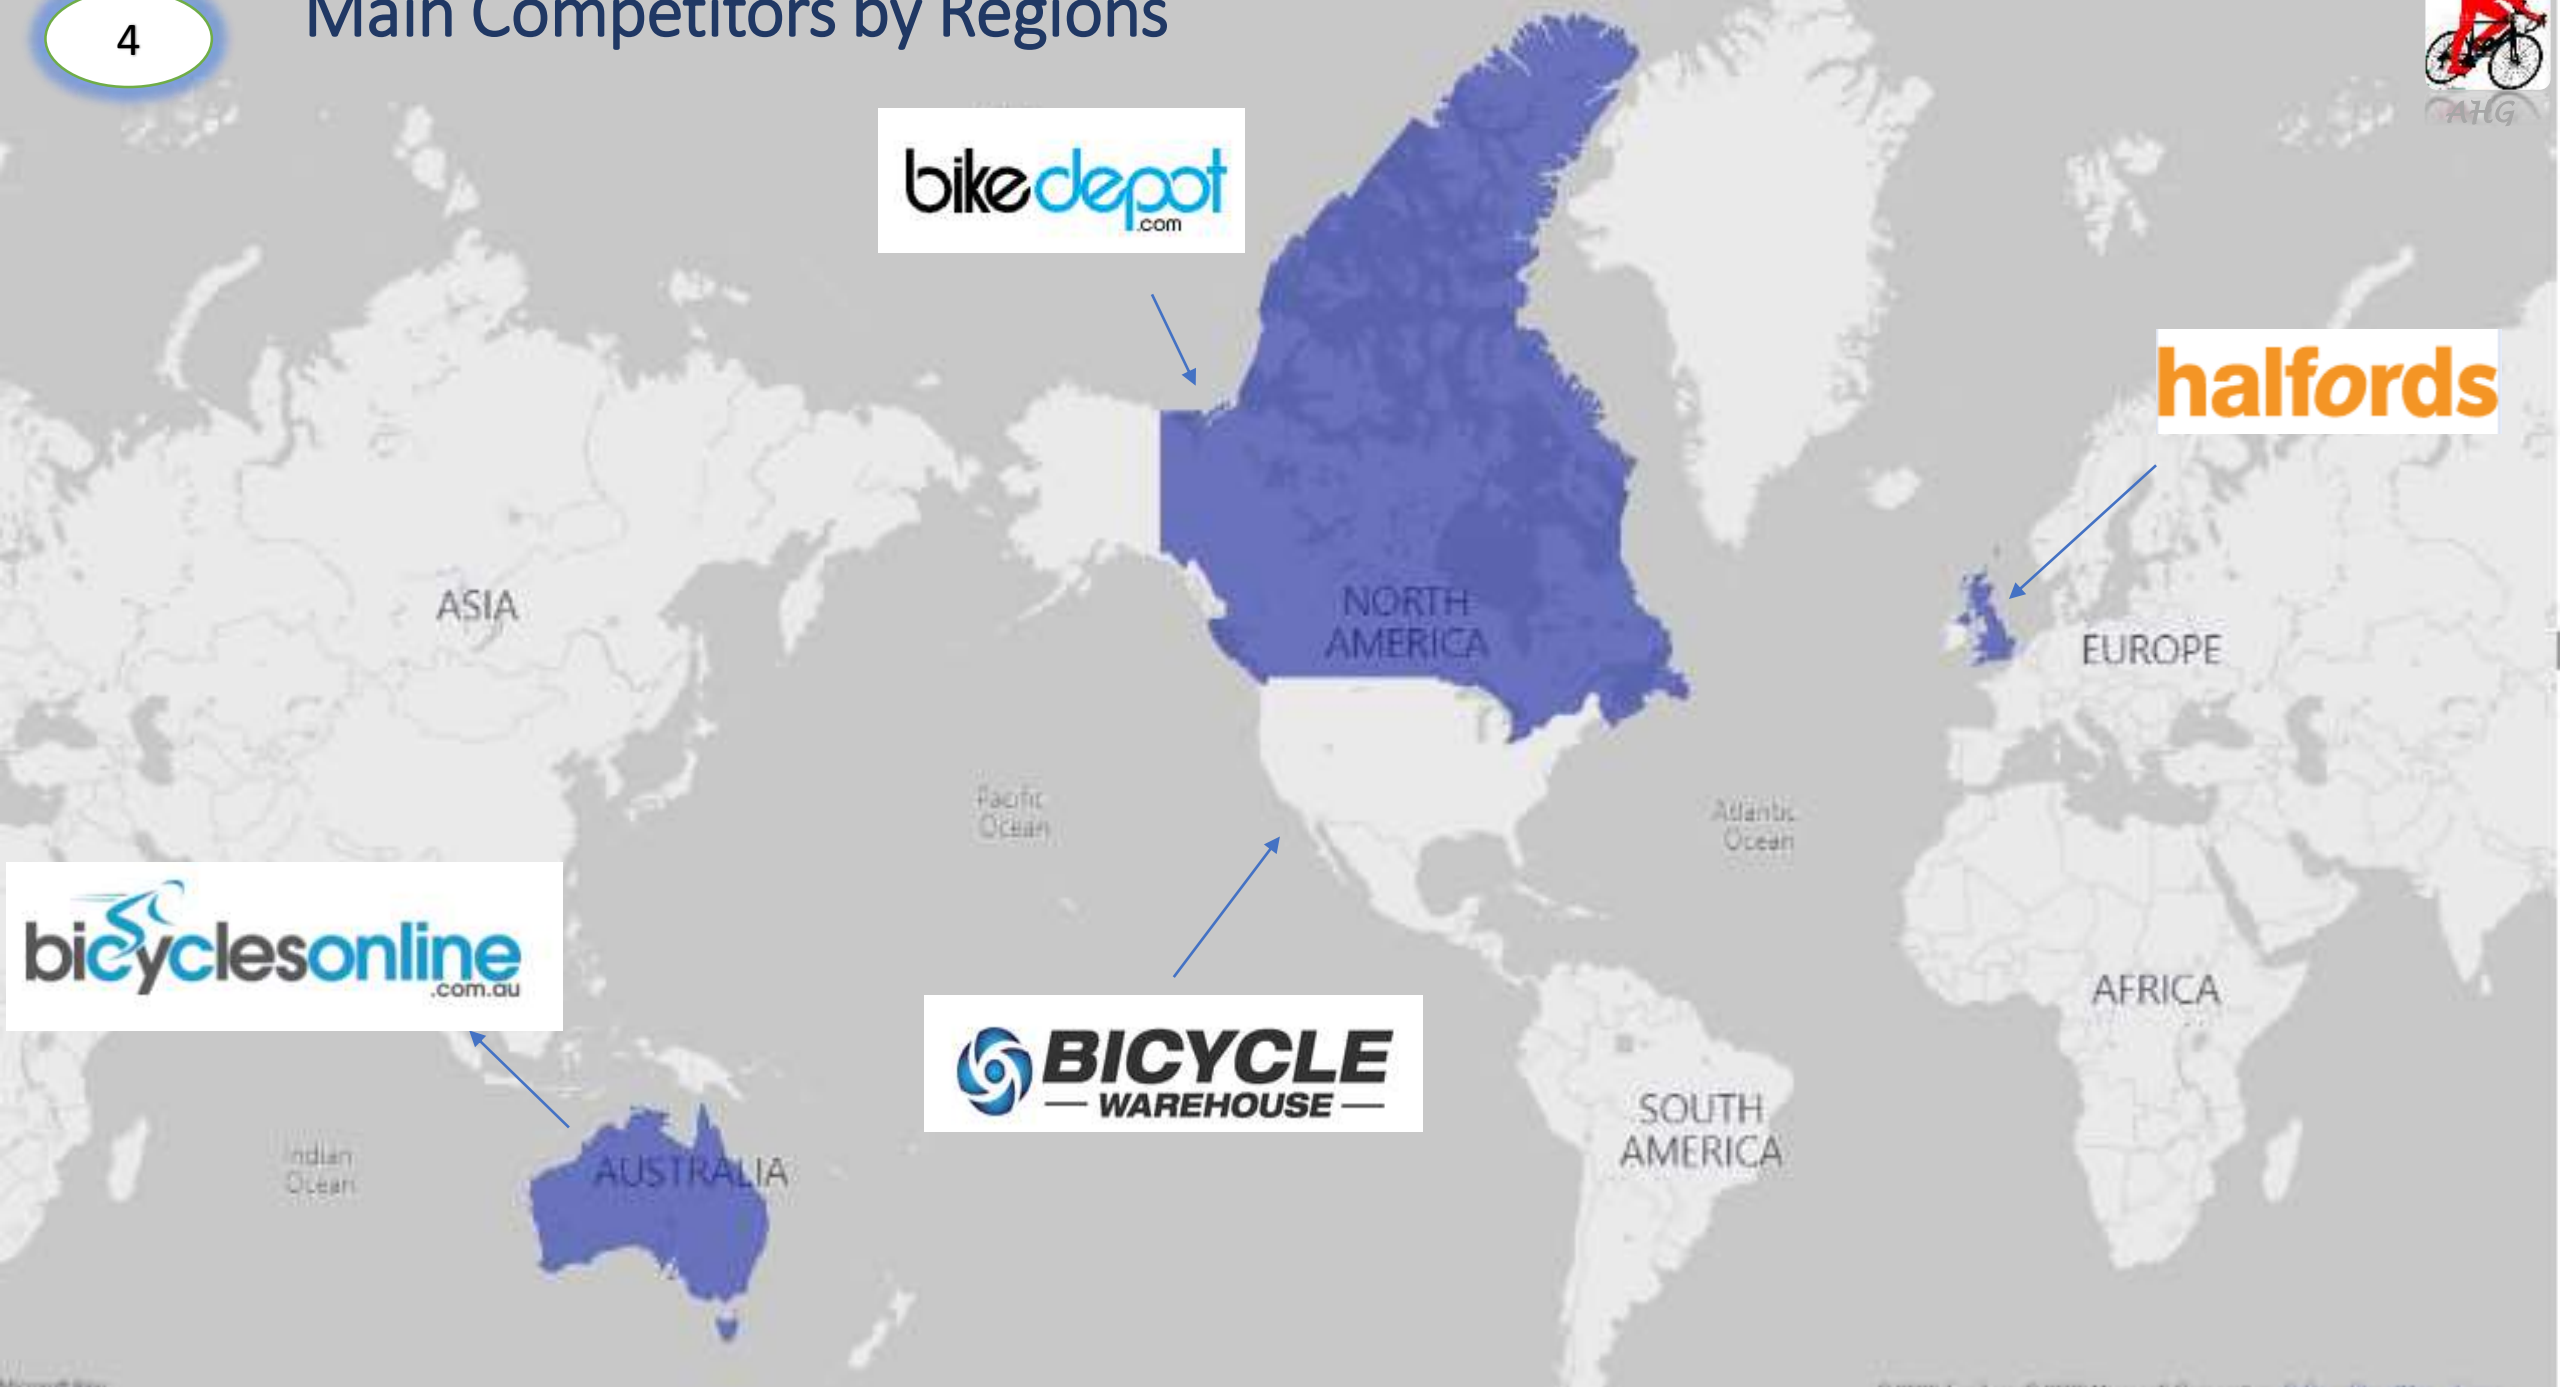 4
Main Competitors by Regions
AHG
bikedepot
.com
halfords
ASIA
NORTH
AMERICA
EUROPE
Pacific
Ocean
Atlantic
Ocean
bicyclesonline
.com.au
AFRICA
BICYCLE
WAREHOUSE
SOUTH
AMERICA
Indian
Ocean
AUSTRALIA